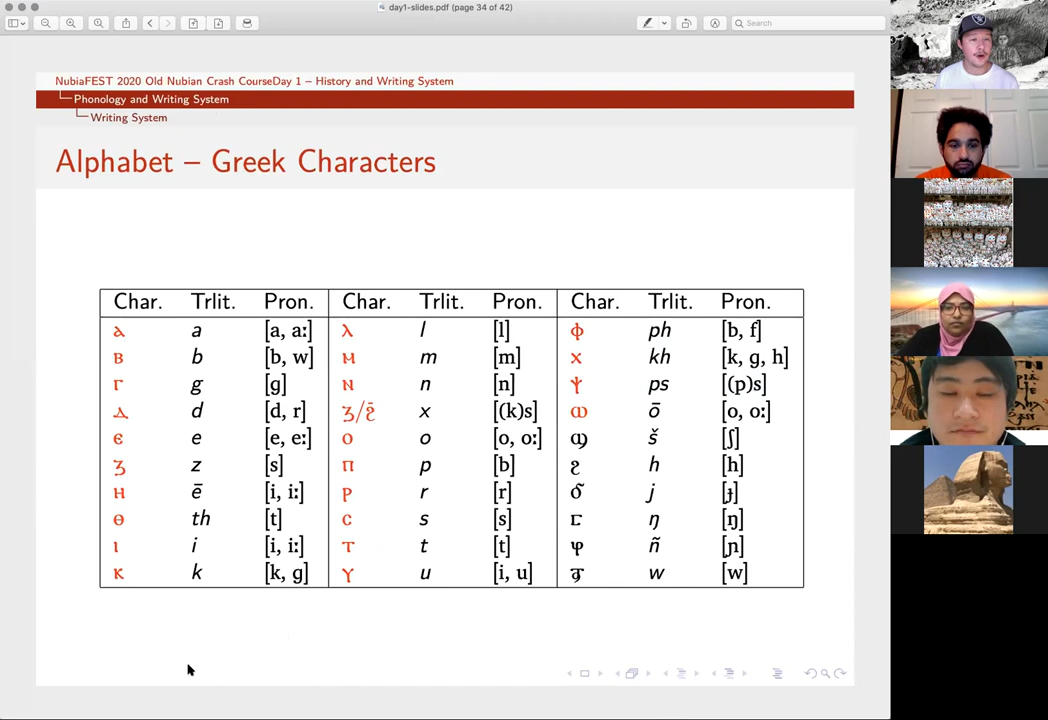 day1-slides.pdf (page 34 of 42)
Search
NubiaFEST 2020 Old Nubian Crash CourseDay 1 – History and Writing System
Phonology and Writing System
Writing System
Alphabet – Greek Characters
Char. Trlit. Pron. Char. Trlit. Pron. Char. Trlit. Pron.
ⲁ a [a, aː] ⲗ l [l] ⲫ ph [b, f]
ⲃ b [b, w] ⲙ m [m] ⲭ kh [k, ɡ, h]
ⲅ g [ɡ] ⲛ n [n] ⲯ ps [(p)s]
ⲇ d [d, r] ⲝ/ϩ̄ x [(k)s] ⲱ ō [o, oː]
ⲉ e [e, eː] ⲟ o [o, oː] ϣ š [ʃ]
ⲍ z [s] ⲡ p [b] ϩ h [h]
ⲏ ē [i, iː] ⲣ r [r] ϭ j [ɟ]
ⲑ th [t] ⲥ s [s] ⳟ ŋ [ŋ]
ⲓ i [i, iː] ⲧ t [t] ⳡ ñ [ɲ]
ⲕ k [k, ɡ] ⲩ u [i, u] ⳣ w [w]